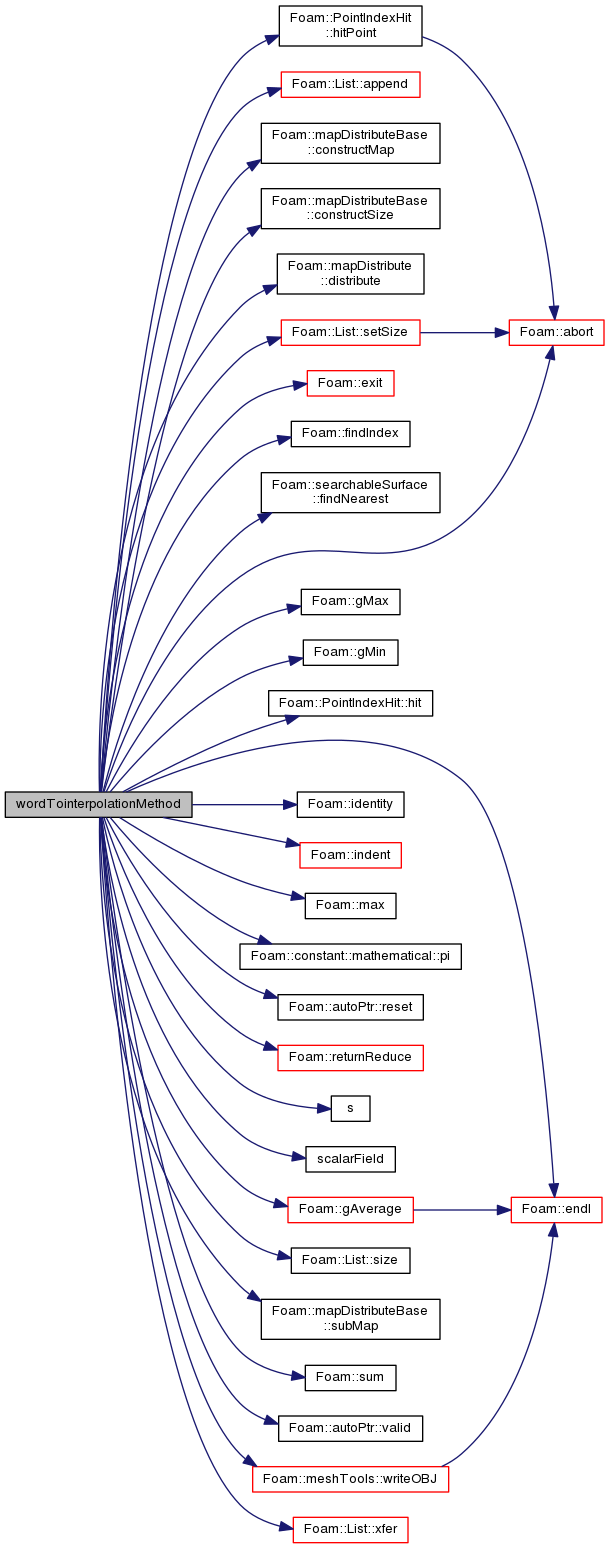 Foam::PointIndexHit
::hitPoint
Foam::List::append
Foam::mapDistributeBase
::constructMap
Foam::mapDistributeBase
::constructSize
Foam::mapDistribute
::distribute
Foam::List::setSize
Foam::abort
Foam::exit
Foam::findIndex
Foam::searchableSurface
::findNearest
Foam::gMax
Foam::gMin
Foam::PointIndexHit::hit
wordTointerpolationMethod
Foam::identity
Foam::indent
Foam::max
Foam::constant::mathematical::pi
Foam::autoPtr::reset
Foam::returnReduce
s
scalarField
Foam::gAverage
Foam::endl
Foam::List::size
Foam::mapDistributeBase
::subMap
Foam::sum
Foam::autoPtr::valid
Foam::meshTools::writeOBJ
Foam::List::xfer